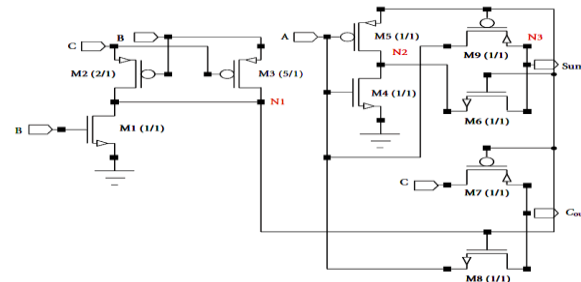 B
C
M2 (2/1)
M3 (5/1)
N1
B
M1 (1/1)
A
M5 (1/1)
N2
M4 (1/1)
M9 (1/1)
N3
Sum
M6 (1/1)
C
M7 (1/1)
M8 (1/1)